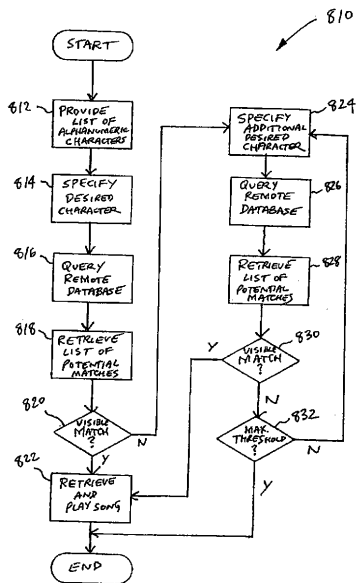 810
START
812
PROVIDE
LIST OF
ALPHANUMERIC
CHARACTERS
814
SPECIFY
DESIRED
CHARACTER
816
QUERY
REMOTE
DATABASE
818
RETRIEVE
LIST OF
POTENTIAL
MATCHES
820
VISIBLE
MATCH
?
N
Y
822
RETRIEVE
AND
PLAY SONG
END
824
SPECIFY
ADDITIONAL
DESIRED
CHARACTER
826
QUERY
REMOTE
DATABASE
828
RETRIEVE
LIST OF
POTENTIAL
MATCHES
830
Y
VISIBLE
MATCH
?
N
832
MAX.
THRESHOLD
?
N
Y